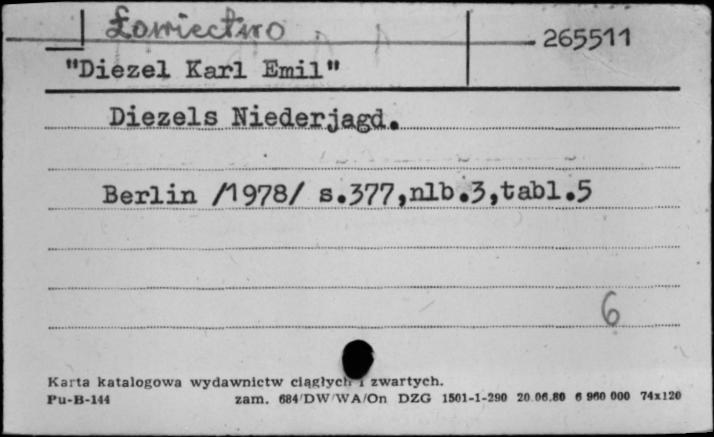 Łowiectwo
265511
"Diezel Karl Emil"
Diezels Niederjagd.
Berlin /1978/ s.377,nlb.3,tabl.5
6
Karta katalogowa wydawnictw ciągłych i zwartych.
Pu-B-144 zam. 684/DW/WA/On DZG 1501-1-290 20.06.80 6 960 000 74x120